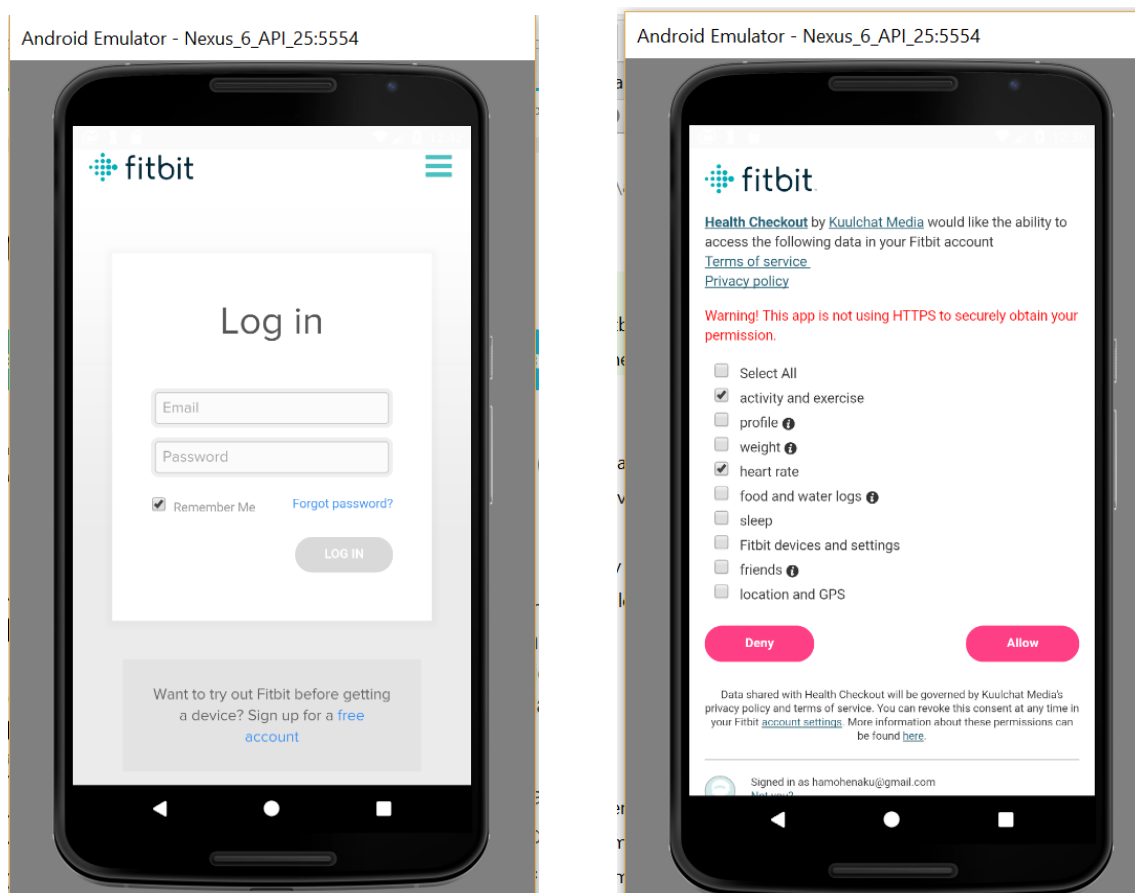 Android Emulator - Nexus_6_API_25:5554
fitbit
Log in
Email
Password
Remember Me
Forgot password?
LOG IN
Want to try out Fitbit before getting
a device? Sign up for a free
account
Android Emulator - Nexus_6_API_25:5554
fitbit
Health Checkout by Kuulchat Media would like the ability to
access the following data in your Fitbit account
Terms of service
Privacy policy
Warning! This app is not using HTTPS to securely obtain your
permission.
Select All
activity and exercise
profile
weight
heart rate
food and water logs
sleep
Fitbit devices and settings
friends
location and GPS
Deny
Allow
Data shared with Health Checkout will be governed by Kuulchat Media's
privacy policy and terms of service. You can revoke this consent at any time in
your Fitbit account settings. More information about these permissions can
be found here.
Signed in as hamohenaku@gmail.com
Not you?